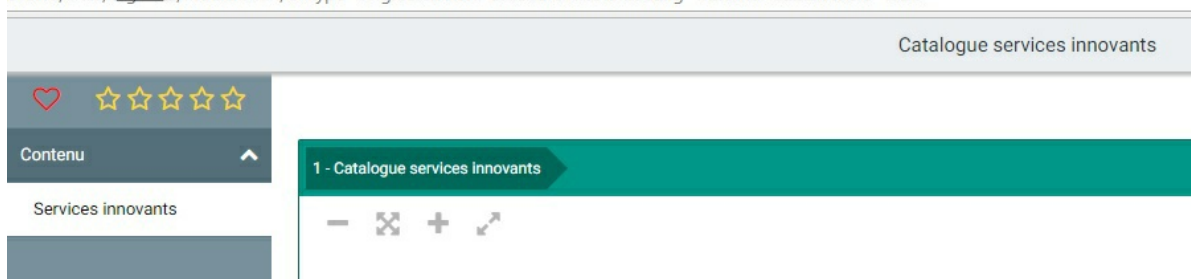 Catalogue services innovants
Contenu
1 - Catalogue services innovants
Services innovants